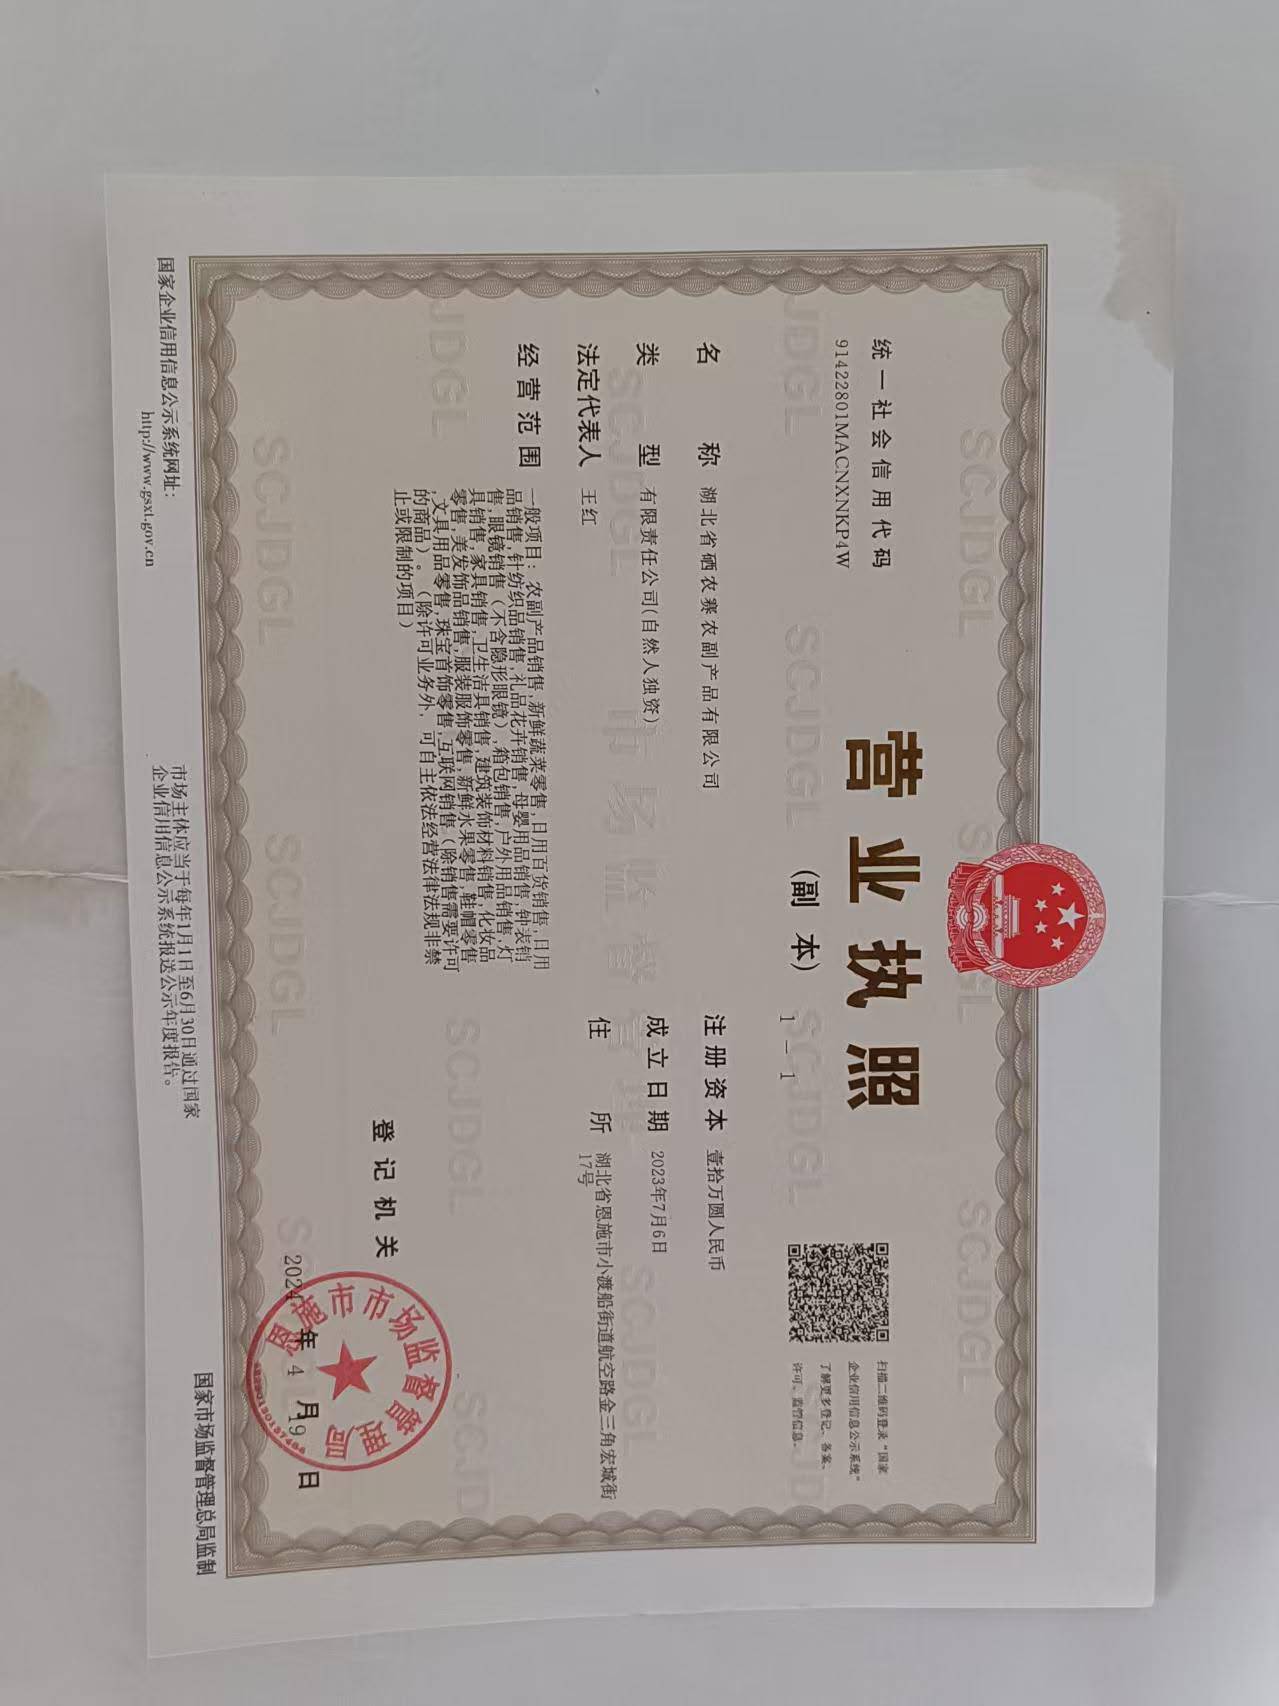 统一社会信用代码
91422801MACNXNKP4W
营业执照
(副本)
1-1
扫描二维码登录“国家
企业信用信息公示系统”
了解更多登记、备案、
许可、监管信息。
名称 湖北省硒农赛农副产品有限公司
类型 有限责任公司(自然人独资)
法定代表人 王红
经营范围 一般项目：农副产品销售,新鲜蔬菜零售,日用百货销售,日用
品销售,针纺织品销售,礼品花卉销售,母婴用品销售,钟表销
售,眼镜销售（不含隐形眼镜）,箱包销售,户外用品销售,灯
具销售,家具销售,卫生洁具销售,建筑装饰材料销售,化妆品
零售,美发饰品销售,服装服饰零售,新鲜水果零售,鞋帽零售
,文具用品零售,珠宝首饰零售,互联网销售（除销售需要许可
的商品）。（除许可业务外，可自主依法经营法律法规非禁
止或限制的项目）
注册资本 壹拾万圆人民币
成立日期 2023年7月6日
住所 湖北省恩施市小渡船街道航空路金三角宏城街
17号
登记机关
恩施市市场监督管理局
2024年4月19日
国家企业信用信息公示系统网址:
http://www.gsxt.gov.cn
市场主体应当于每年1月1日至6月30日通过国家
企业信用信息公示系统报送公示年度报告。
国家市场监督管理总局监制